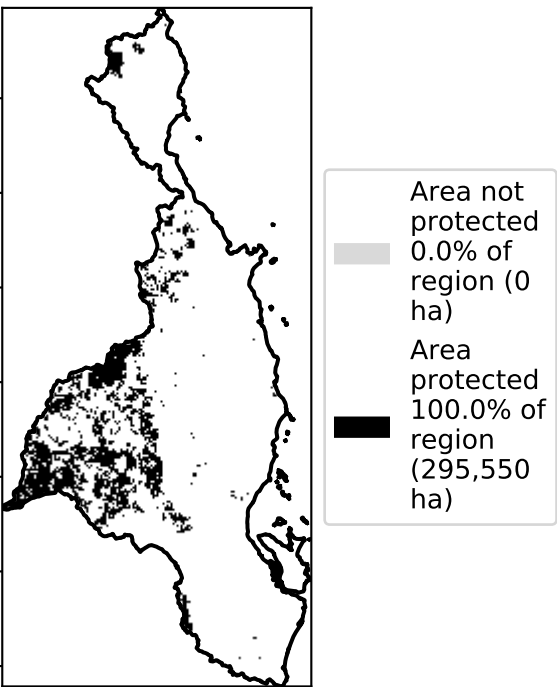 Area not
protected
0.0% of
region (0
ha)
Area
protected
100.0% of
region
(295,550
ha)